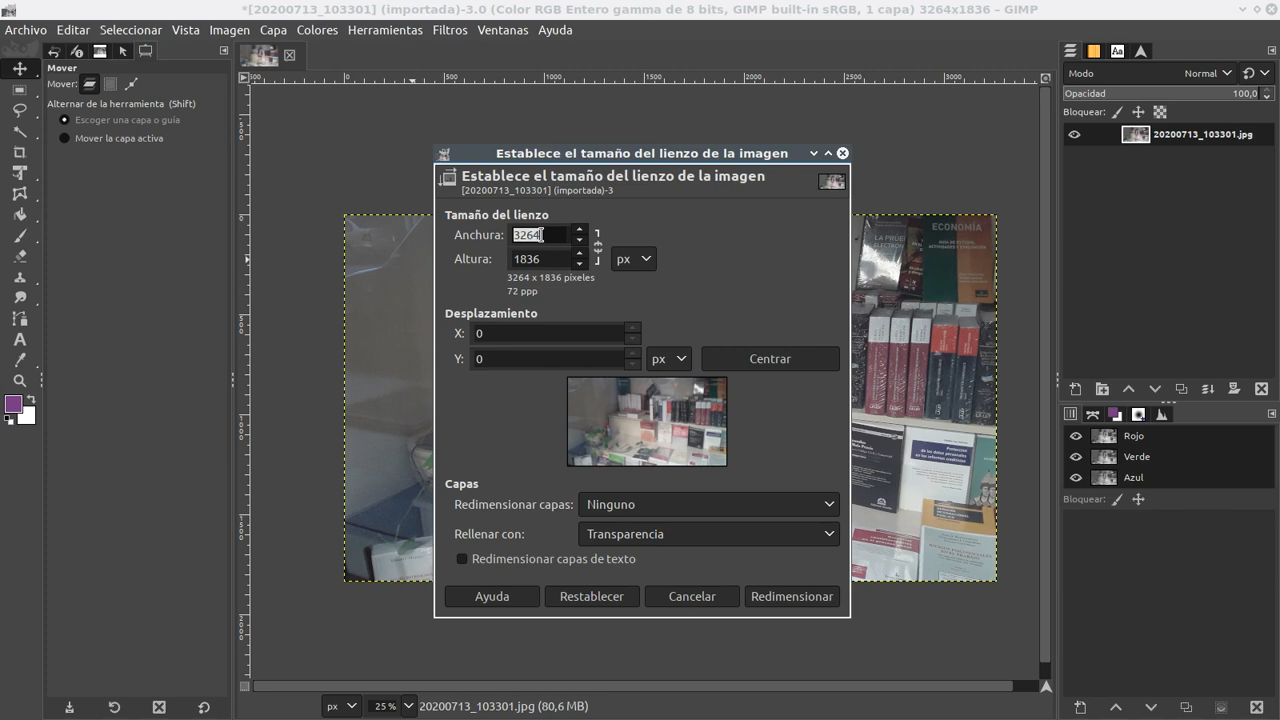 *[20200713_103301] (importada)-3.0 (Color RGB Entero gamma de 8 bits, GIMP built-in sRGB, 1 capa) 3264x1836 – GIMP
Archivo Editar Seleccionar Vista Imagen Capa Colores Herramientas Filtros Ventanas Ayuda
Mover
Mover:
Alternar de la herramienta (Shift)
Escoger una capa o guía
Mover la capa activa
0 500 1000 1500 2000 2500 3000
Establece el tamaño del lienzo de la imagen
Establece el tamaño del lienzo de la imagen
[20200713_103301] (importada)-3
Tamaño del lienzo
Anchura: 3264
Altura: 1836 px
3264 x 1836 píxeles
72 ppp
Desplazamiento
X: 0
Y: 0 px Centrar
Capas
Redimensionar capas: Ninguno
Rellenar con: Transparencia
Redimensionar capas de texto
Ayuda Restablecer Cancelar Redimensionar
LA PRUEBA
ECONOMÍA
px 25 % 20200713_103301.jpg (80,6 MB)
Modo Normal
Opacidad 100,0
Bloquear:
20200713_103301.jpg
Rojo
Verde
Azul
Bloquear: